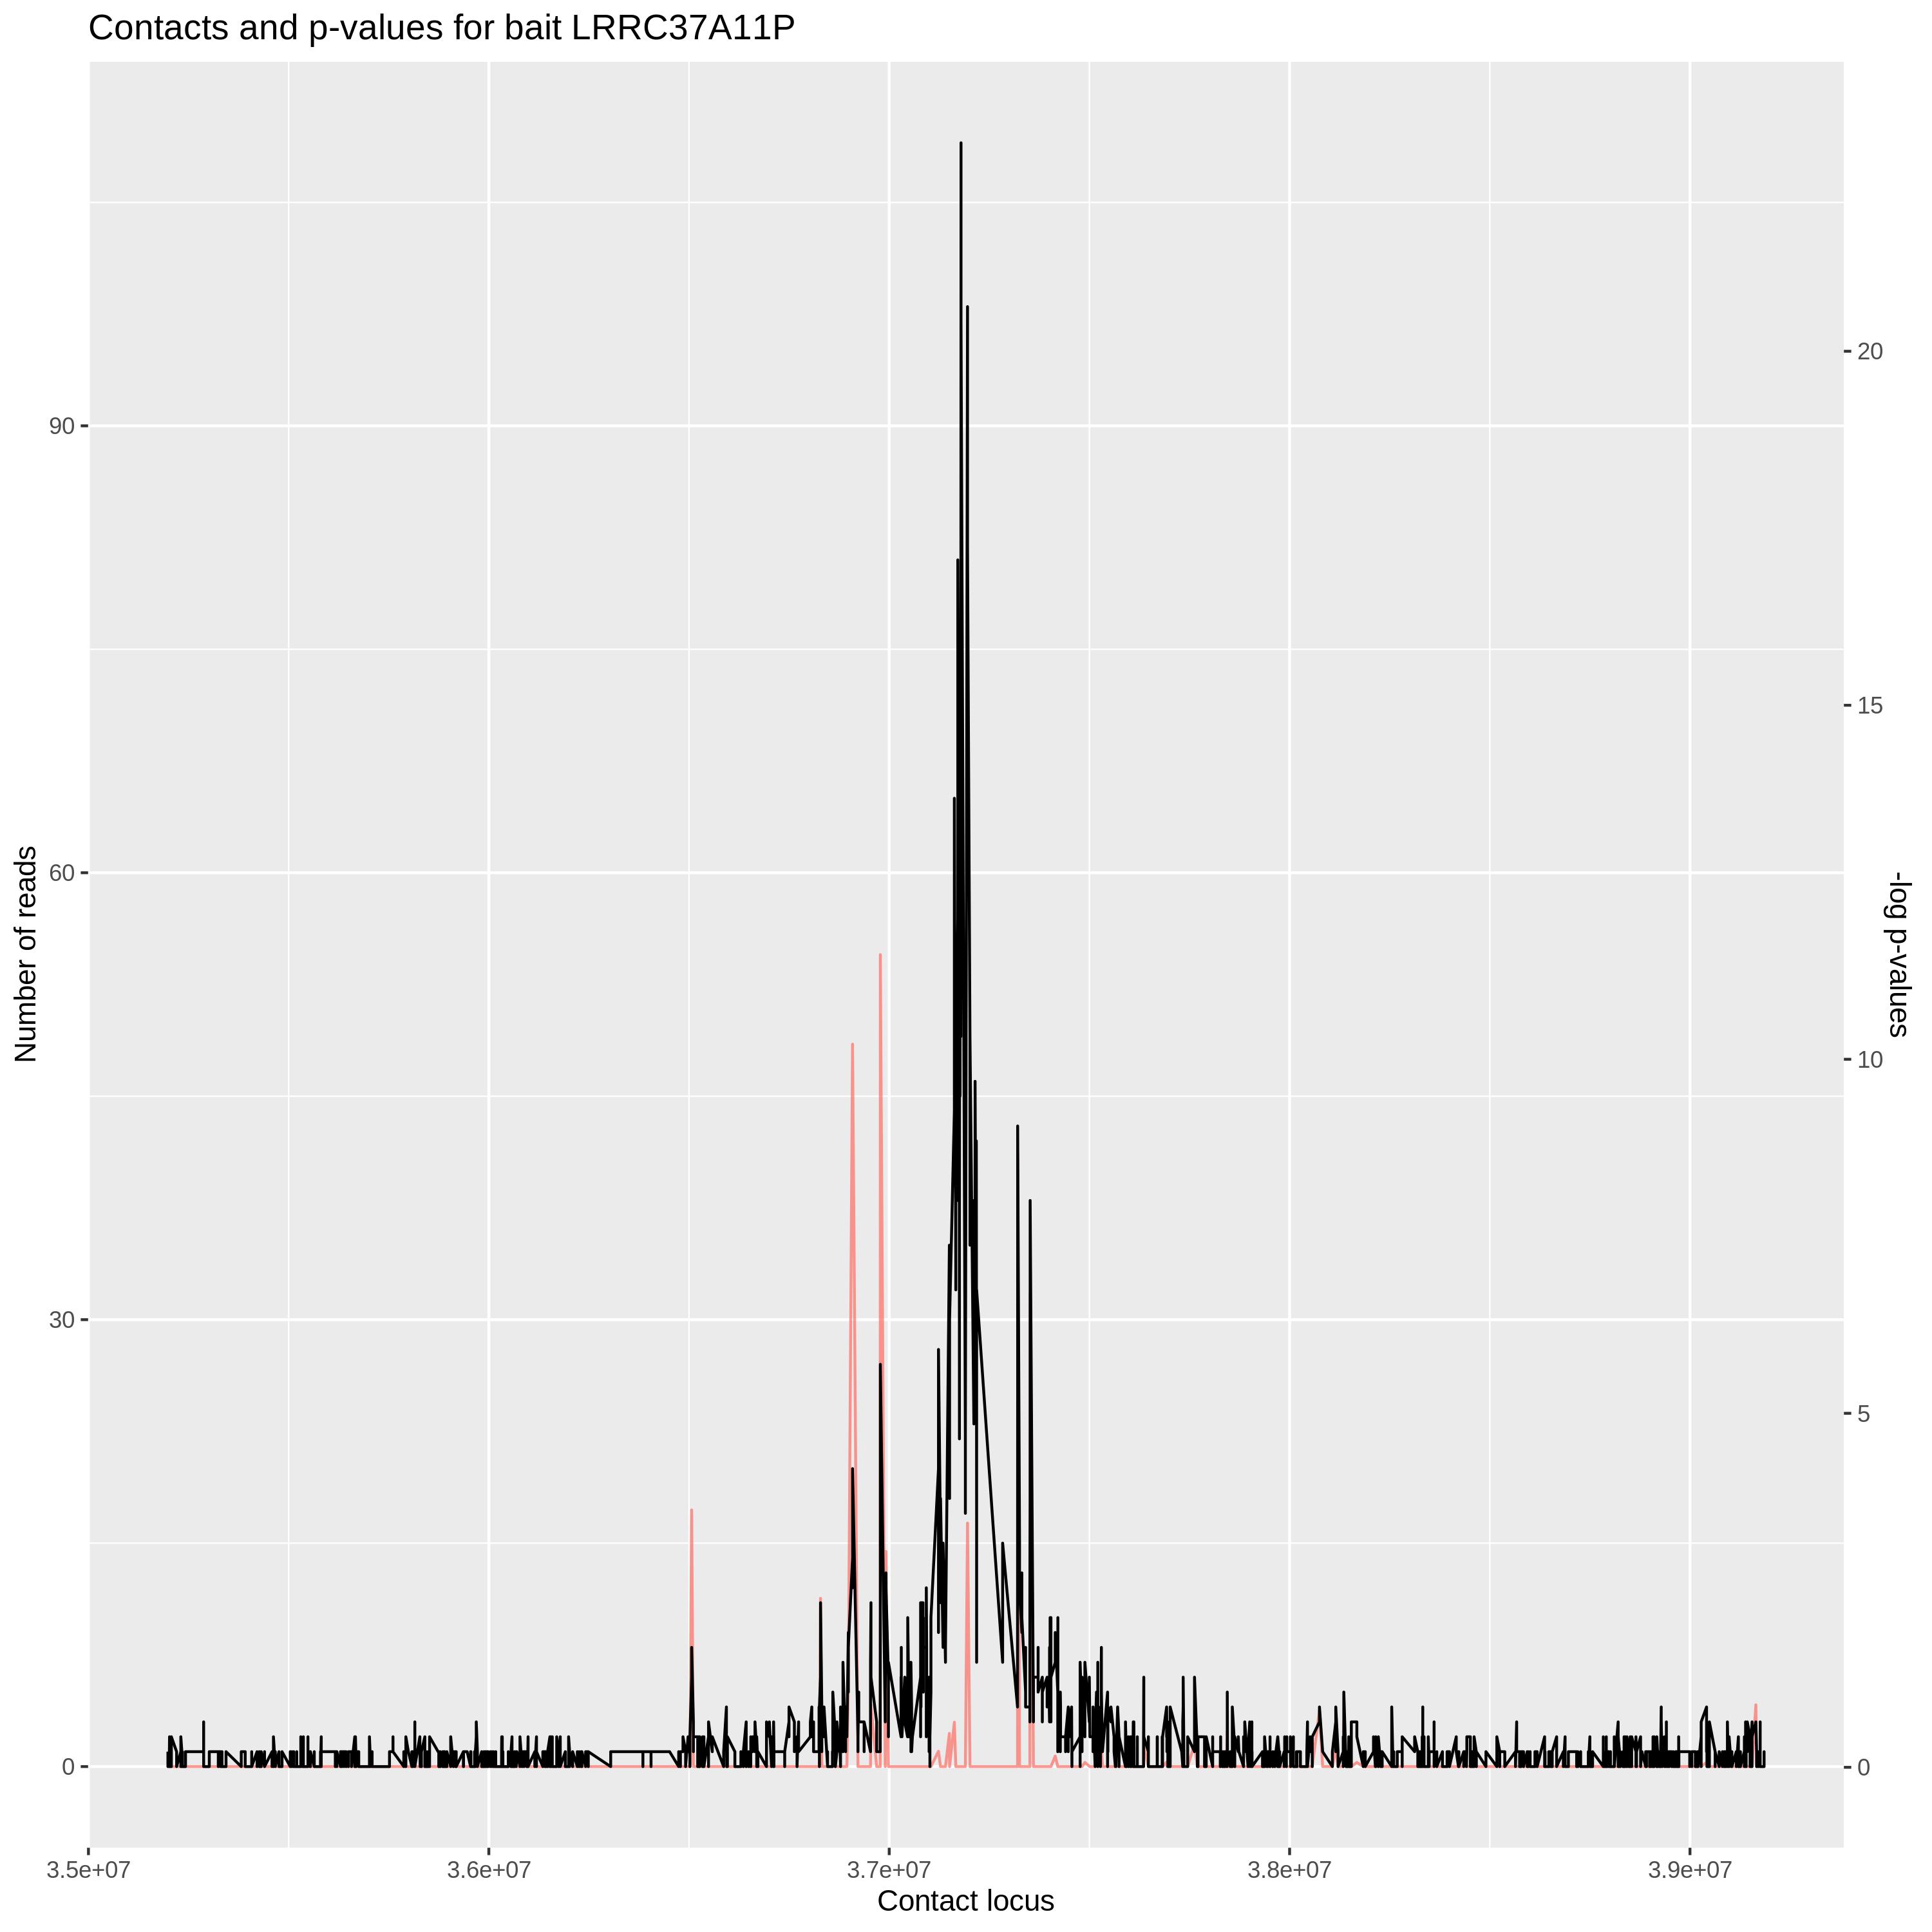 Contacts and p-values for bait LRRC37A11P
Number of reads
90
60
30
0
20
15
10
5
0
-log p-values
3.5e+07
3.6e+07
3.7e+07
3.8e+07
3.9e+07
Contact locus